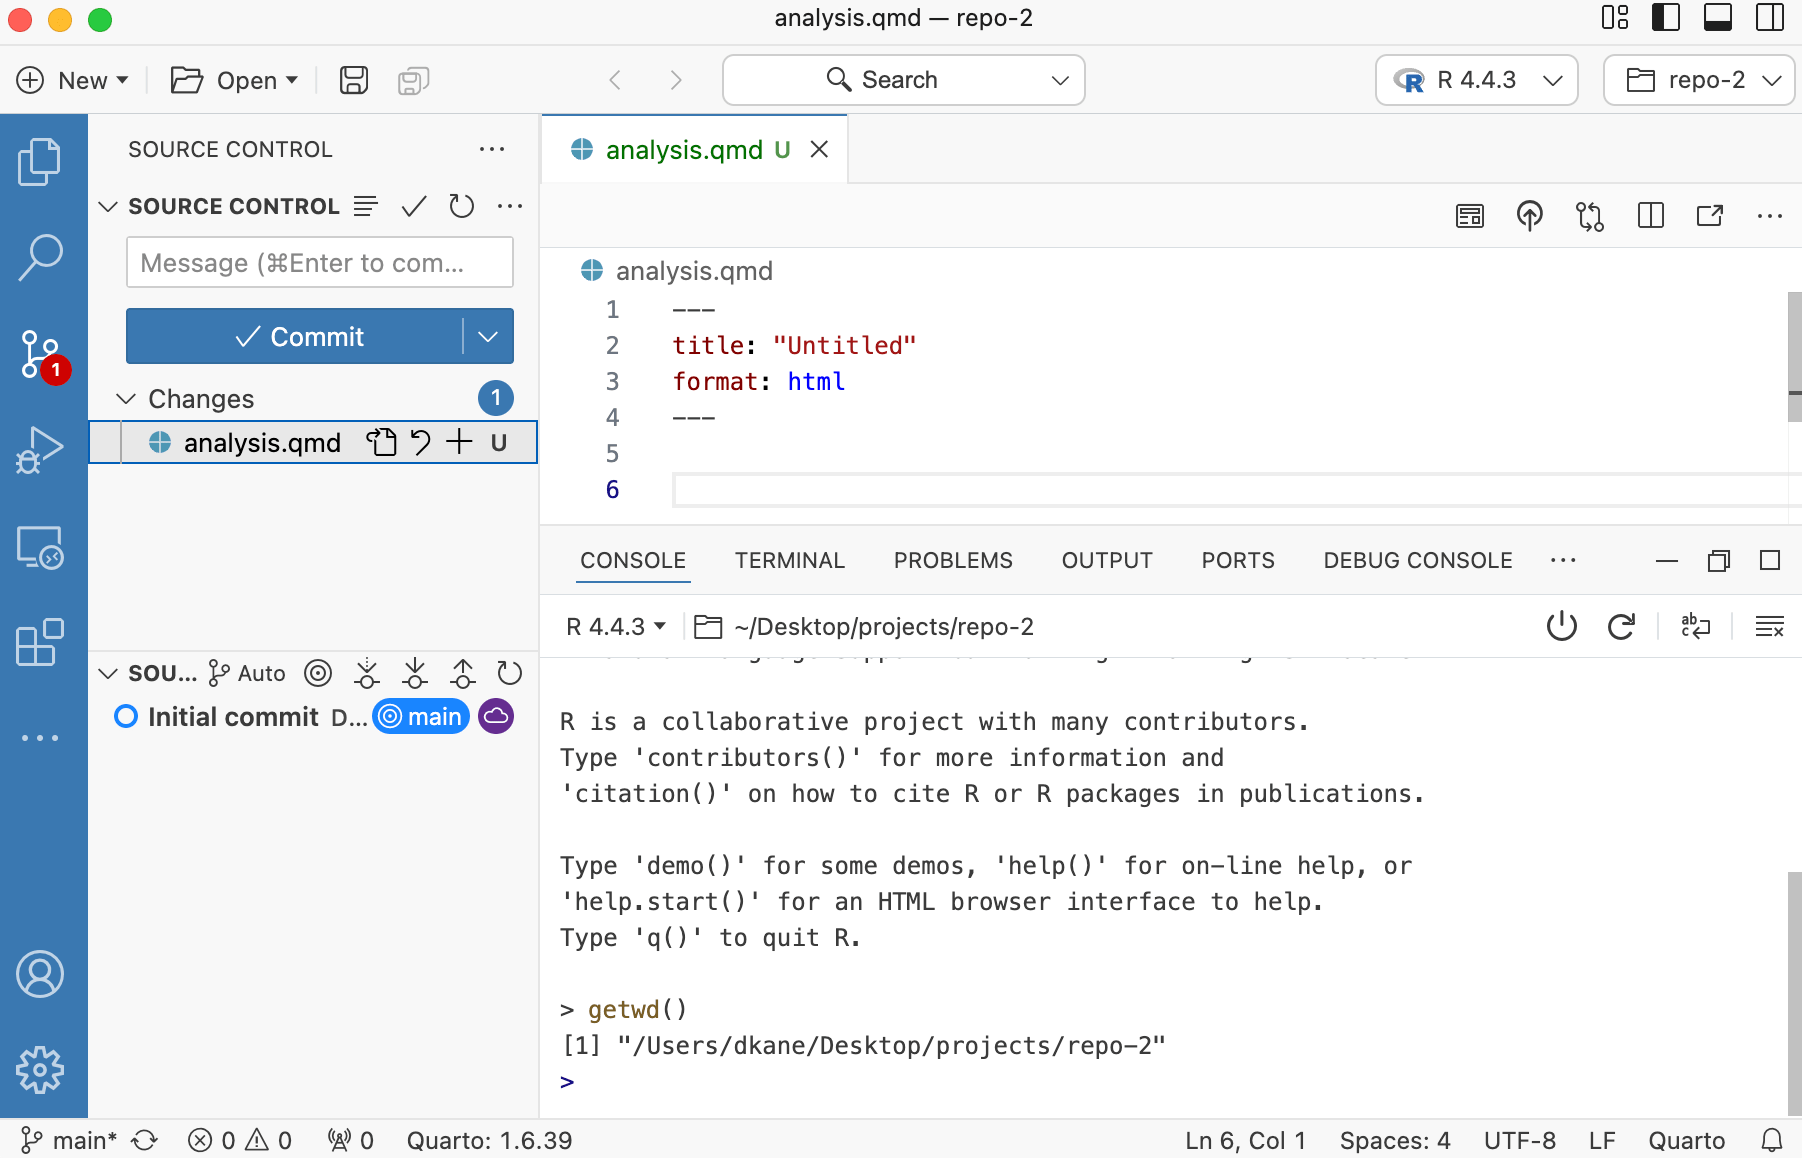 analysis.qmd — repo-2
New
Open
Search
R 4.4.3
repo-2
SOURCE CONTROL
SOURCE CONTROL
Message (⌘Enter to com...
Commit
Changes
1
analysis.qmd
U
1
SOU...
Auto
Initial commit D...
main
analysis.qmd U
analysis.qmd
1 ---
2 title: "Untitled"
3 format: html
4 ---
5
6
CONSOLE TERMINAL PROBLEMS OUTPUT PORTS DEBUG CONSOLE
R 4.4.3
~/Desktop/projects/repo-2
R is a collaborative project with many contributors.
Type 'contributors()' for more information and
'citation()' on how to cite R or R packages in publications.
Type 'demo()' for some demos, 'help()' for on-line help, or
'help.start()' for an HTML browser interface to help.
Type 'q()' to quit R.
> getwd()
[1] "/Users/dkane/Desktop/projects/repo-2"
>
main* 0 0 0 Quarto: 1.6.39 Ln 6, Col 1 Spaces: 4 UTF-8 LF Quarto